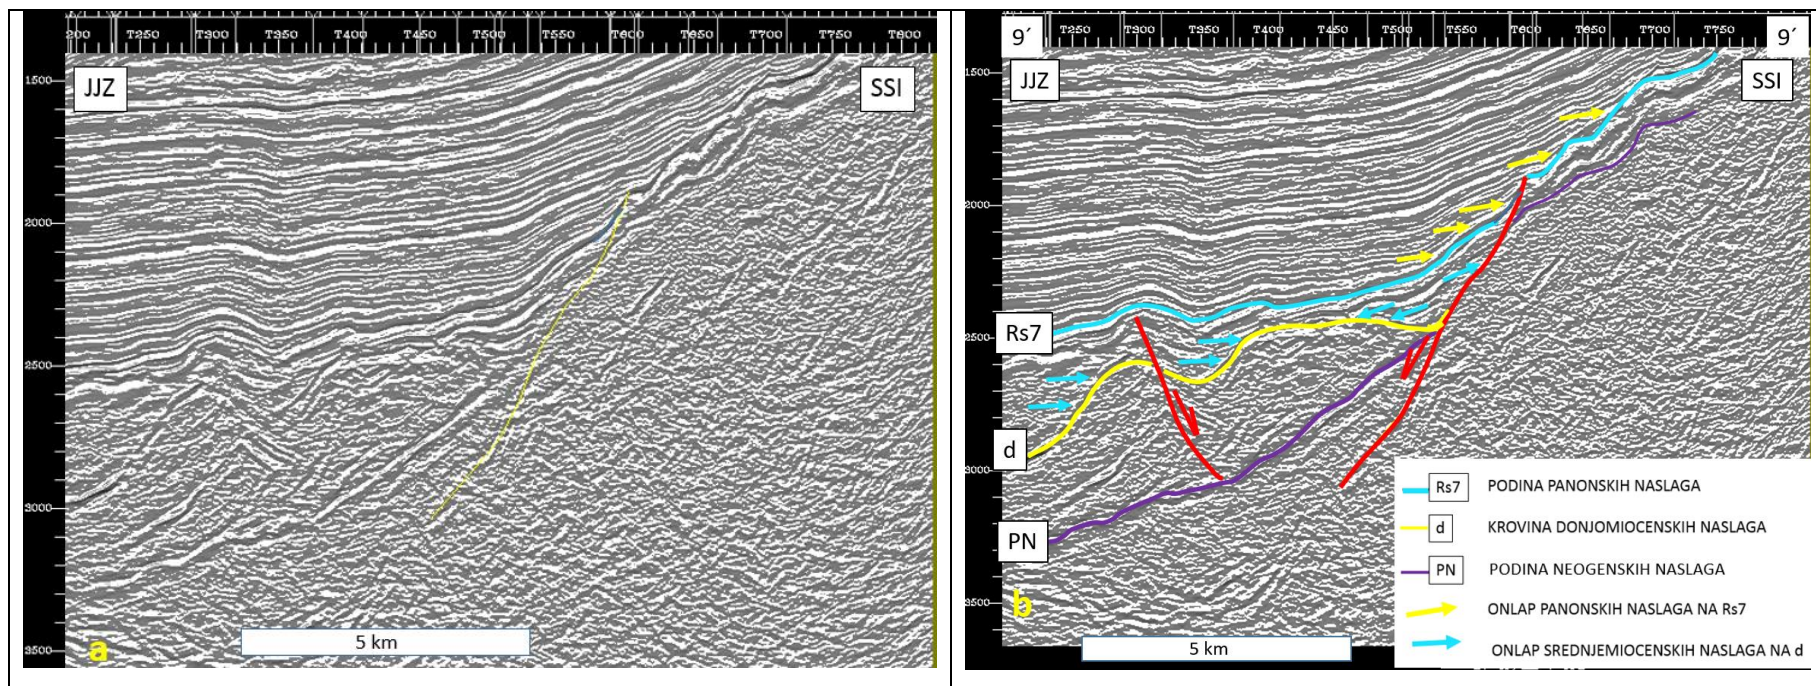 200 T250 T300 T350 T450 T500 T550 T600 T650 T700 T750 T800
JJZ
SSI
1500
2000
2500
3000
3500
a
5 km
T250 T300 T350 T400 T450 T500 T550 T600 T650 T700 T750
9´
9´
JJZ
SSI
1500
2000
2500
3000
3500
Rs7
d
PN
b
5 km
Rs7 PODINA PANONSKIH NASLAGA
d KROVINA DONJOMIOCENSKIH NASLAGA
PN PODINA NEOGENSKIH NASLAGA
ONLAP PANONSKIH NASLAGA NA Rs7
ONLAP SREDNJEMIOCENSKIH NASLAGA NA d